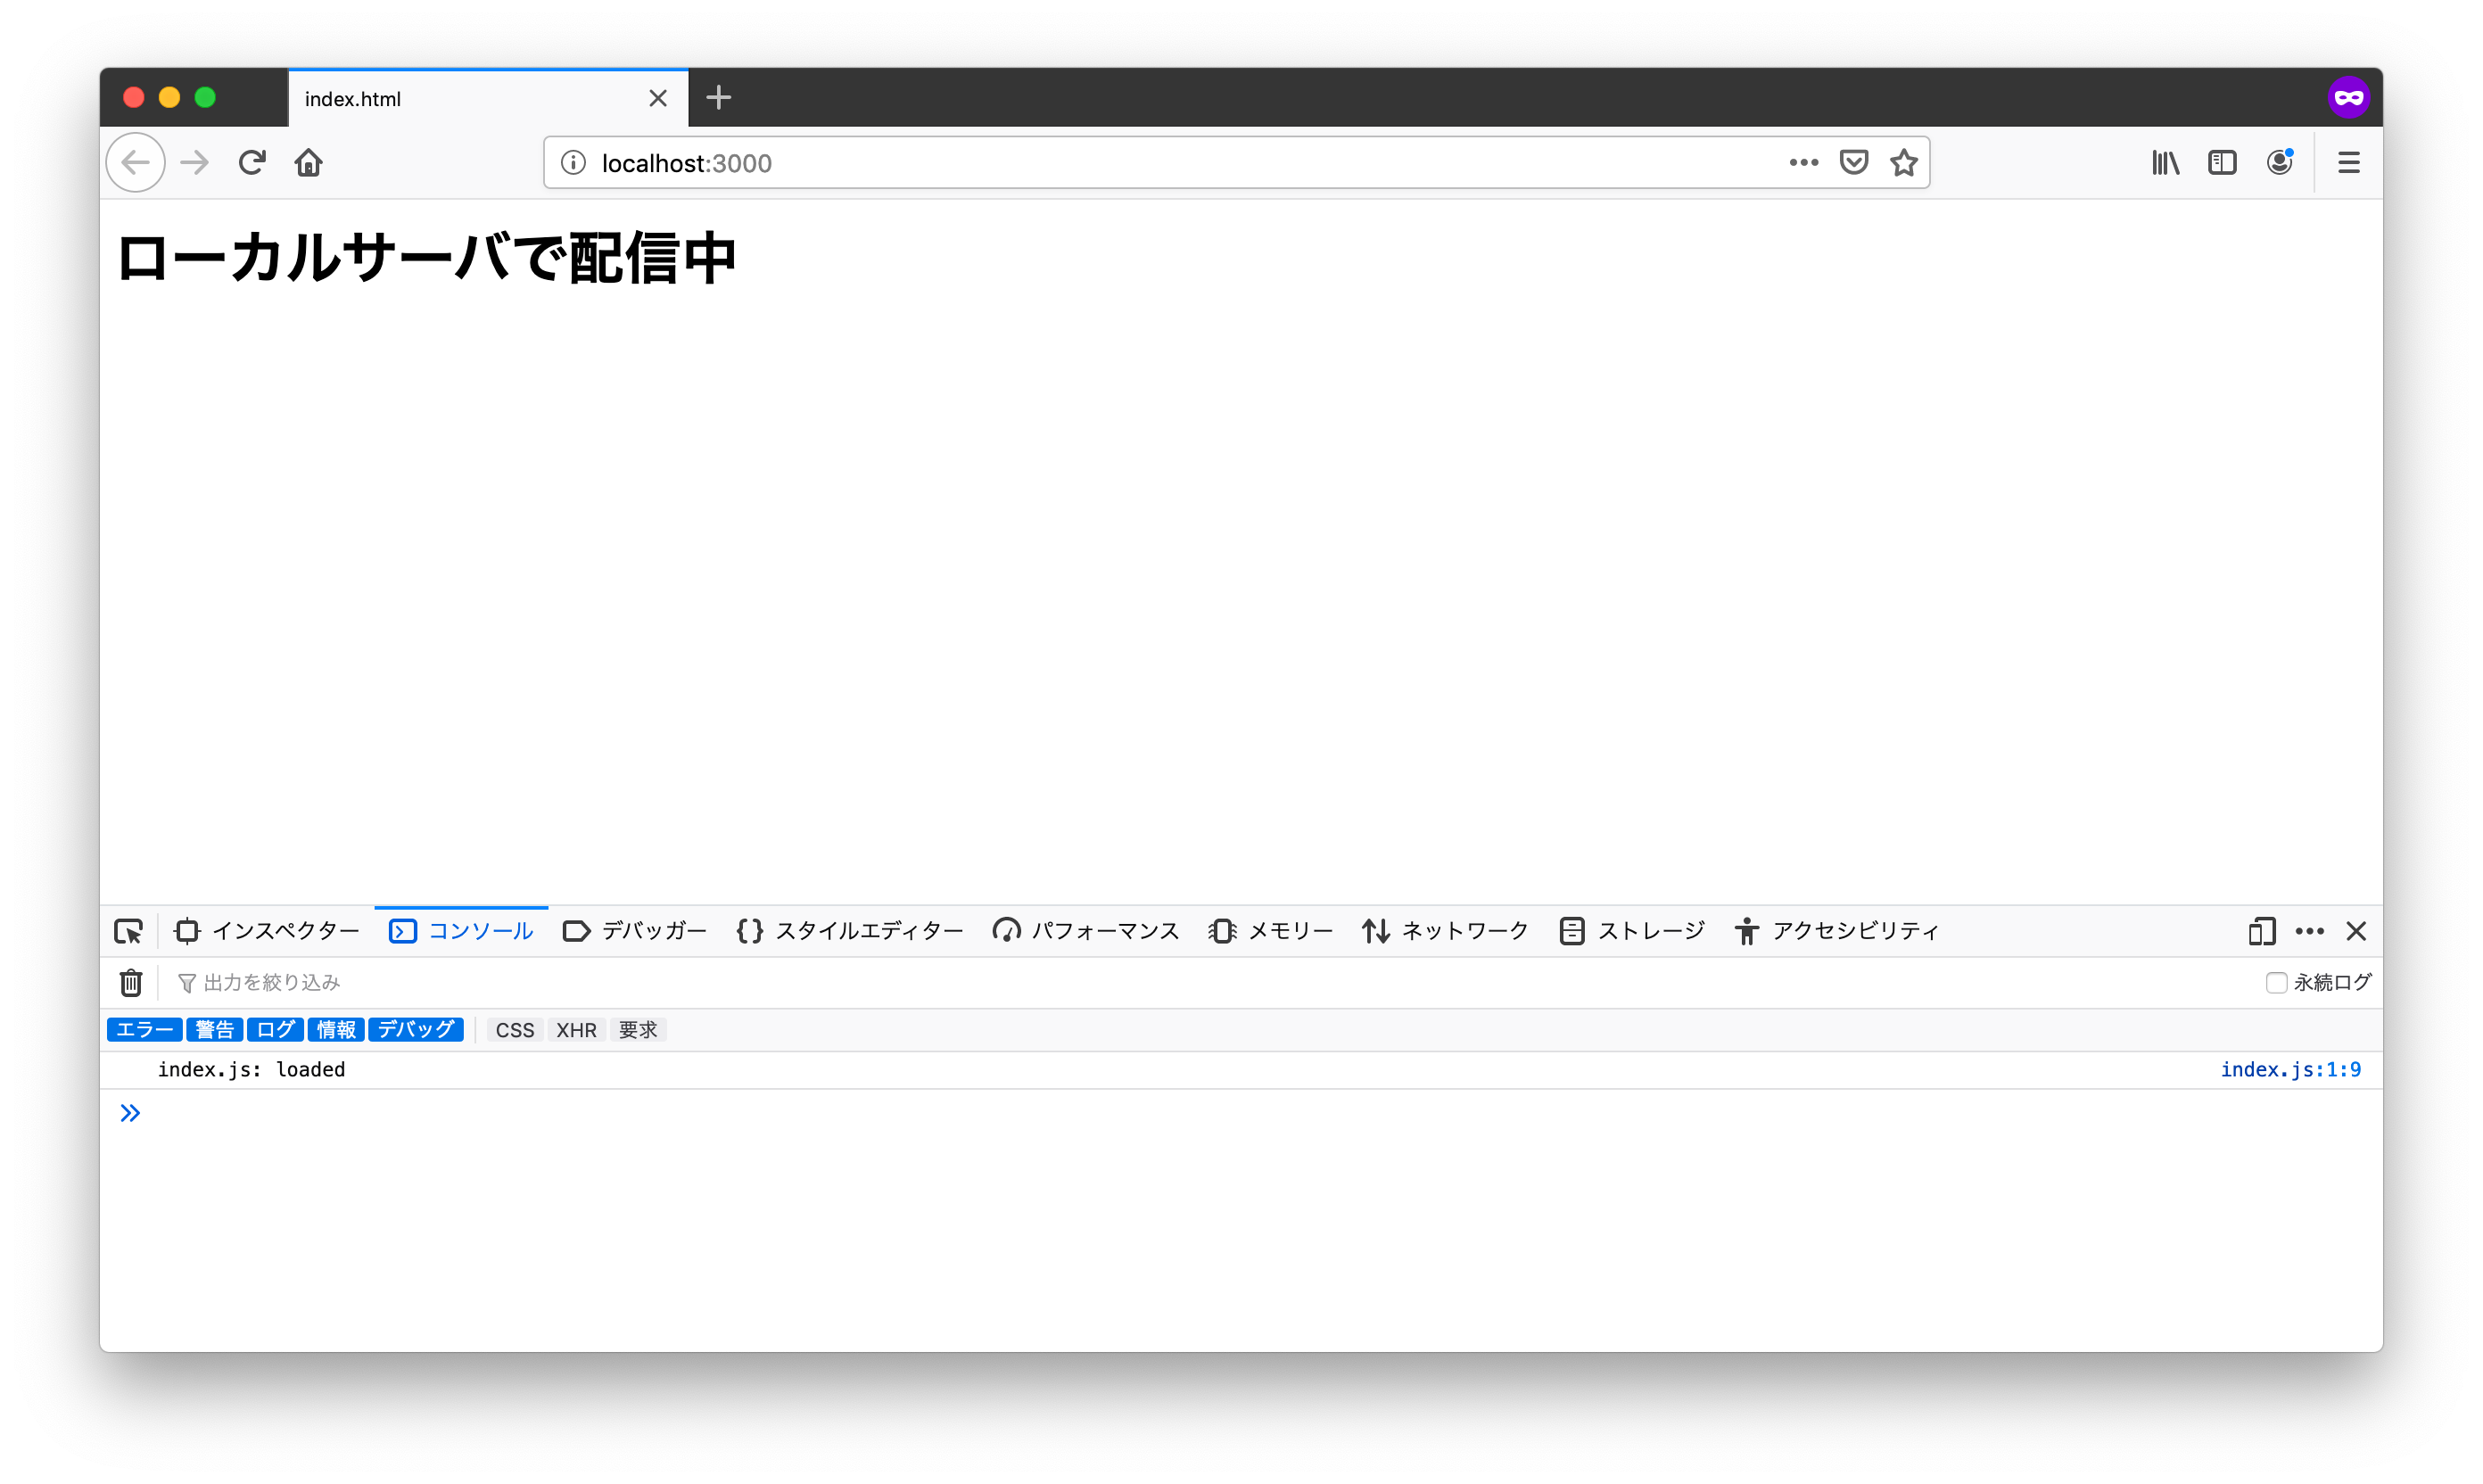 index.html
localhost:3000
ローカルサーバで配信中
インスペクター コンソール デバッガー スタイルエディター パフォーマンス メモリー ネットワーク ストレージ アクセシビリティ
出力を絞り込み 永続ログ
エラー 警告 ログ 情報 デバッグ CSS XHR 要求
index.js: loaded index.js:1:9